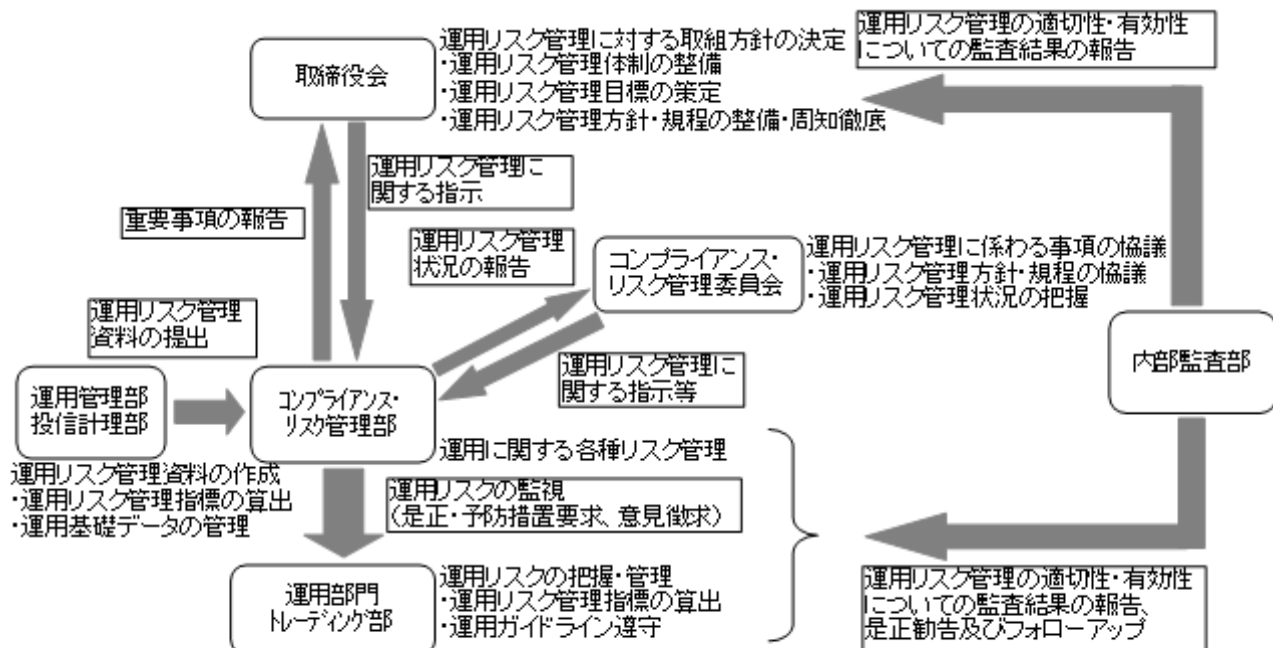 運用リスク管理に対する取組方針の決定
・運用リスク管理体制の整備
・運用リスク管理目標の策定
・運用リスク管理方針・規程の整備・周知徹底
運用リスク管理の適切性・有効性
についての監査結果の報告
取締役会
運用リスク管理に
関する指示
重要事項の報告
運用リスク管理
状況の報告
コンプライアンス・
リスク管理委員会
運用リスク管理に係わる事項の協議
・運用リスク管理方針・規程の協議
・運用リスク管理状況の把握
運用リスク管理
資料の提出
運用リスク管理に
関する指示等
内部監査部
運用管理部
投信計理部
コンプライアンス・
リスク管理部
運用に関する各種リスク管理
運用リスク管理資料の作成
・運用リスク管理指標の算出
・運用基礎データの管理
運用リスクの監視
（是正・予防措置要求、意見徴求）
運用部門
トレーディング部
運用リスクの把握・管理
・運用リスク管理指標の算出
・運用ガイドライン遵守
運用リスク管理の適切性・有効性
についての監査結果の報告、
是正勧告及びフォローアップ